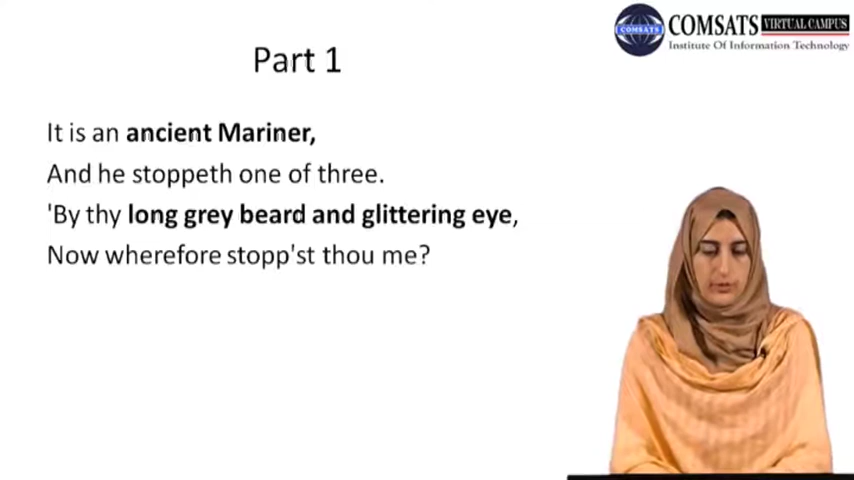 Part 1
COMSATS
COMSATS VIRTUAL CAMPUS
Institute Of Information Technology
It is an ancient Mariner,
And he stoppeth one of three.
'By thy long grey beard and glittering eye,
Now wherefore stopp'st thou me?